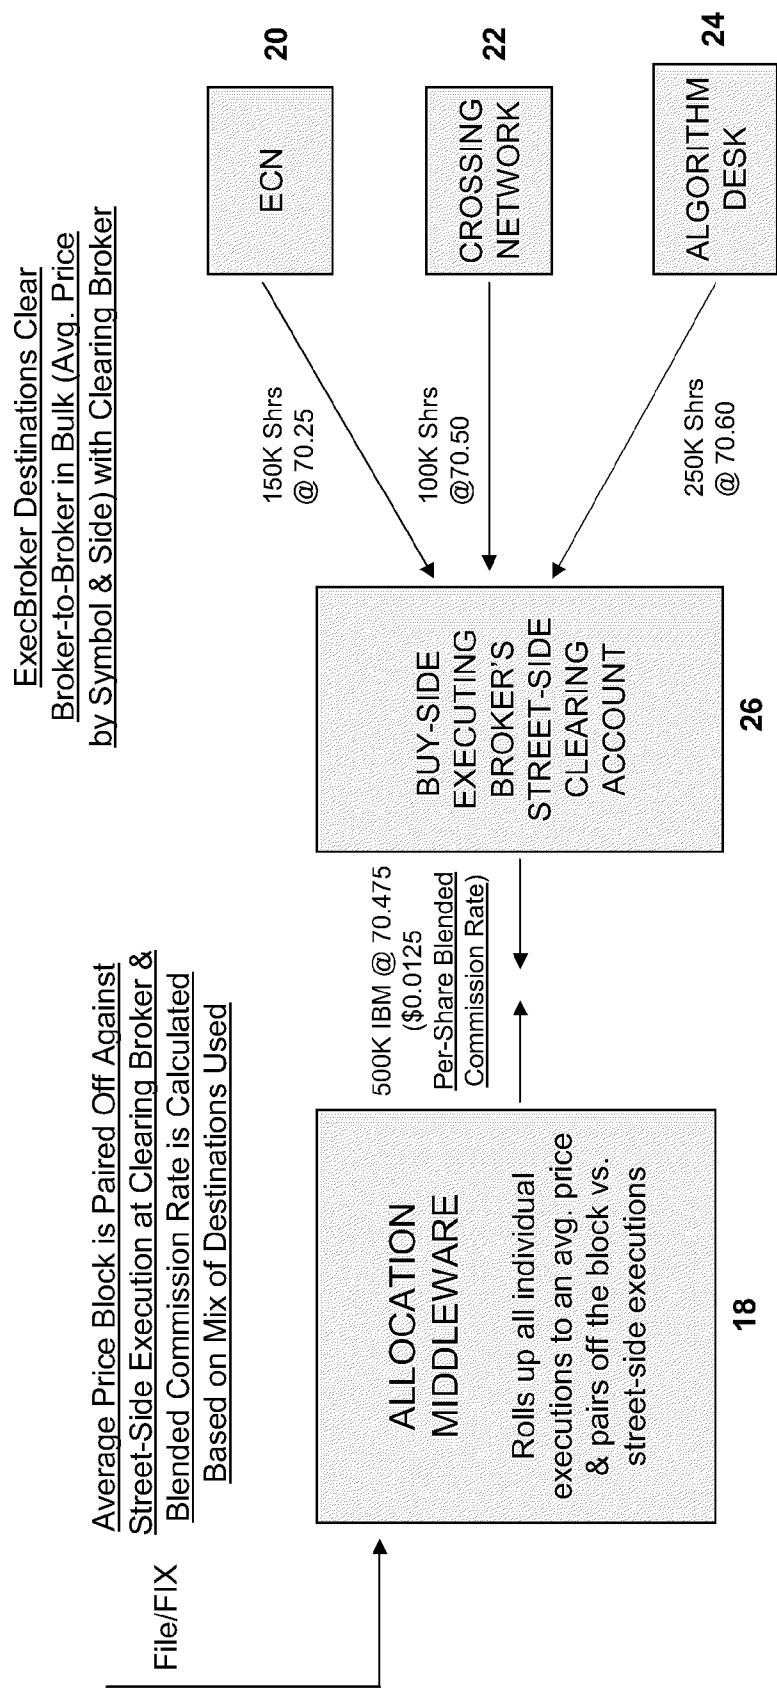 File/FIX
Average Price Block is Paired Off Against
Street-Side Execution at Clearing Broker &
Blended Commission Rate is Calculated
Based on Mix of Destinations Used
ALLOCATION
MIDDLEWARE
Rolls up all individual
executions to an avg. price
& pairs off the block vs.
street-side executions
18
500K IBM @ 70.475
($0.0125
Per-Share Blended
Commission Rate)
ExecBroker Destinations Clear
Broker-to-Broker in Bulk (Avg. Price
by Symbol & Side) with Clearing Broker
BUY-SIDE
EXECUTING
BROKER'S
STREET-SIDE
CLEARING
ACCOUNT
26
150K Shrs
@ 70.25
100K Shrs
@70.50
250K Shrs
@ 70.60
ECN
20
CROSSING
NETWORK
22
ALGORITHM
DESK
24